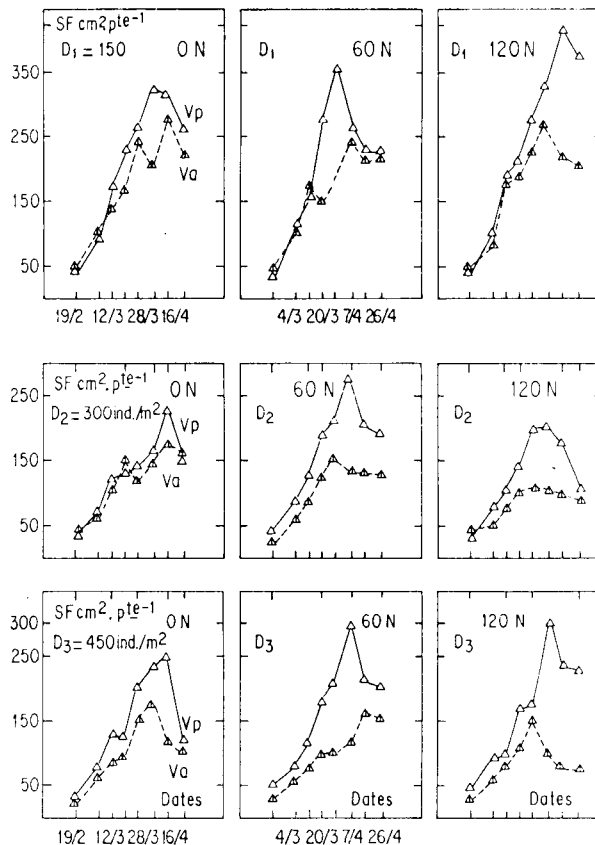 SF cm², pte⁻¹
D₁ = 150 0 N
D₁ 60 N
D₁ 120 N
350
250
150
50
Vp
Va
19/2 12/3 28/3 16/4
4/3 20/3 7/4 26/4
SF cm², pte⁻¹
0 N
60 N
120 N
D₂ = 300 ind./m²
D₂
D₂
250
150
50
Vp
Va
SF cm², pte⁻¹
0 N
60 N
120 N
D₃ = 450 ind./m²
D₃
D₃
300
250
150
50
Vp
Va
Dates
Dates
Dates
19/2 12/3 28/3 16/4
4/3 20/3 7/4 26/4